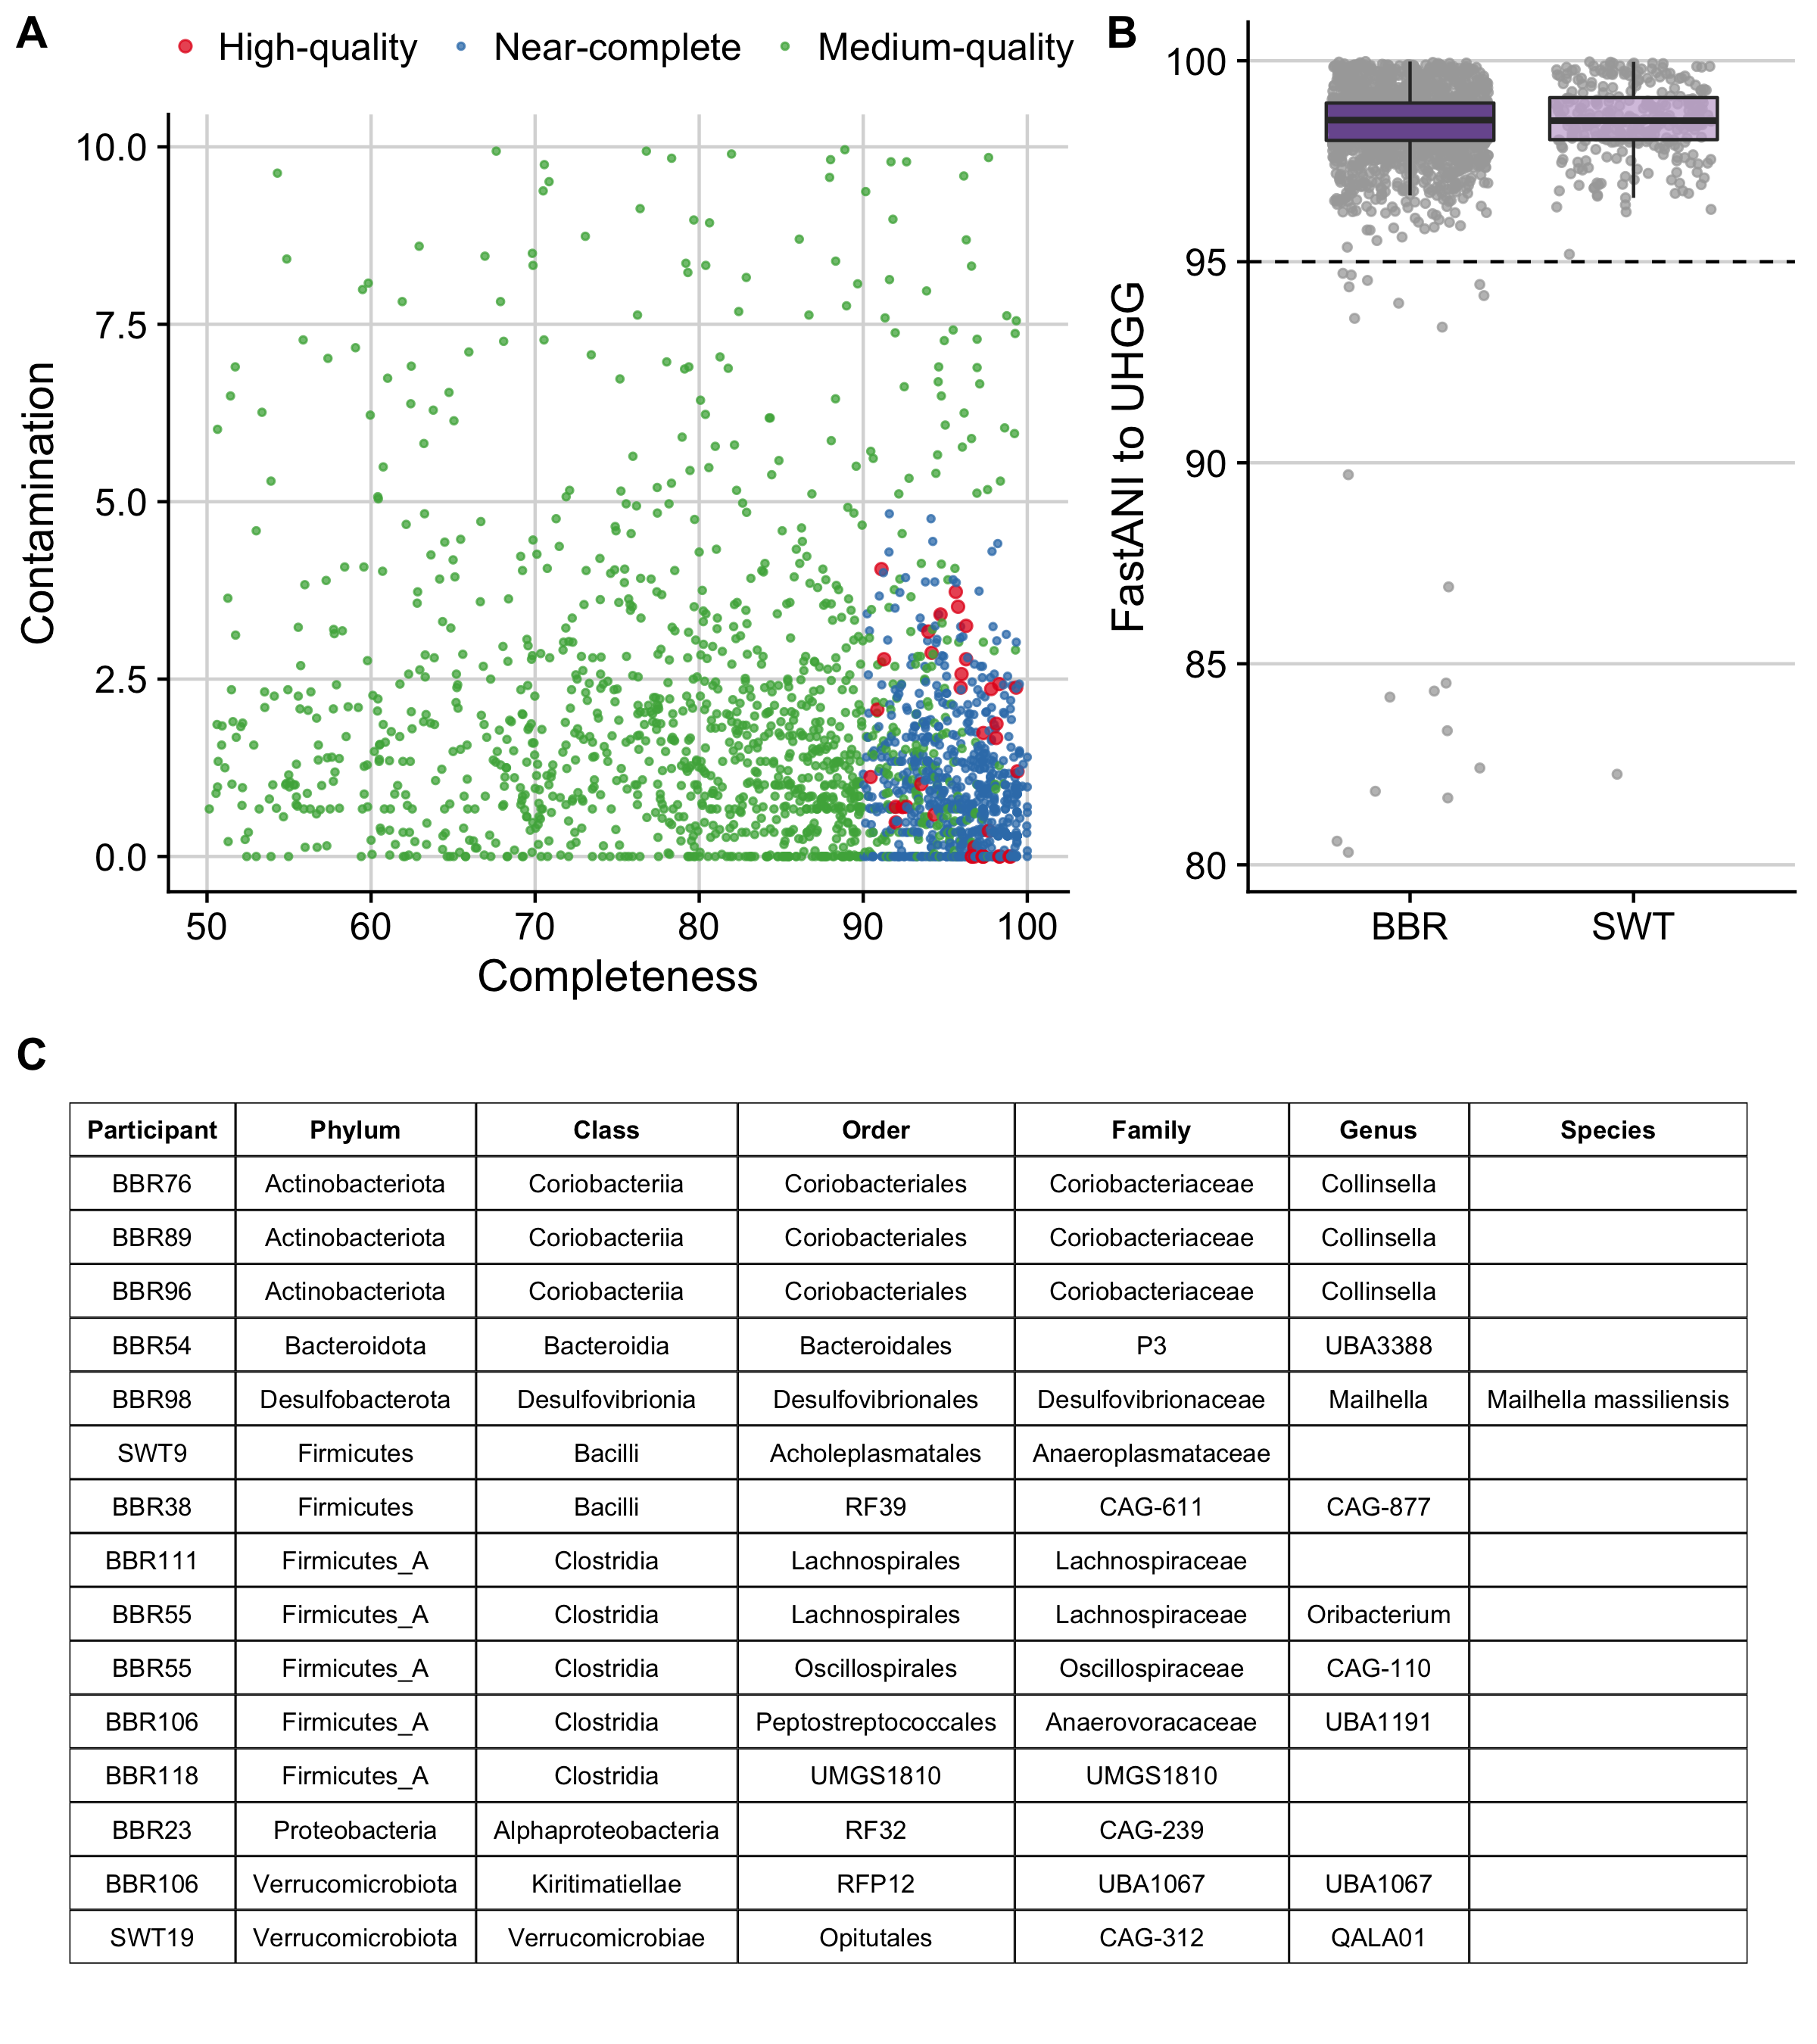 A
High-quality Near-complete Medium-quality
Contamination
10.0
7.5
5.0
2.5
0.0
50 60 70 80 90 100
Completeness
B
FastANI to UHGG
100
95
90
85
80
BBR SWT
C
Participant Phylum Class Order Family Genus Species
BBR76 Actinobacteriota Coriobacteriia Coriobacteriales Coriobacteriaceae Collinsella
BBR89 Actinobacteriota Coriobacteriia Coriobacteriales Coriobacteriaceae Collinsella
BBR96 Actinobacteriota Coriobacteriia Coriobacteriales Coriobacteriaceae Collinsella
BBR54 Bacteroidota Bacteroidia Bacteroidales P3 UBA3388
BBR98 Desulfobacterota Desulfovibrionia Desulfovibrionales Desulfovibrionaceae Mailhella Mailhella massiliensis
SWT9 Firmicutes Bacilli Acholeplasmatales Anaeroplasmataceae
BBR38 Firmicutes Bacilli RF39 CAG-611 CAG-877
BBR111 Firmicutes_A Clostridia Lachnospirales Lachnospiraceae
BBR55 Firmicutes_A Clostridia Lachnospirales Lachnospiraceae Oribacterium
BBR55 Firmicutes_A Clostridia Oscillospirales Oscillospiraceae CAG-110
BBR106 Firmicutes_A Clostridia Peptostreptococcales Anaerovoracaceae UBA1191
BBR118 Firmicutes_A Clostridia UMGS1810 UMGS1810
BBR23 Proteobacteria Alphaproteobacteria RF32 CAG-239
BBR106 Verrucomicrobiota Kiritimatiellae RFP12 UBA1067 UBA1067
SWT19 Verrucomicrobiota Verrucomicrobiae Opitutales CAG-312 QALA01